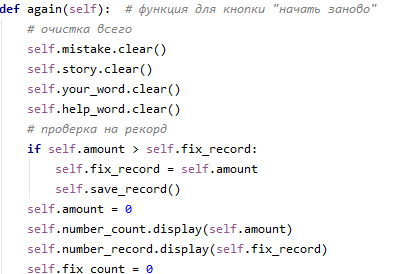 def again(self):  # функция для кнопки "начать заново"
    # очистка всего
    self.mistake.clear()
    self.story.clear()
    self.your_word.clear()
    self.help_word.clear()
    # проверка на рекорд
    if self.amount > self.fix_record:
        self.fix_record = self.amount
        self.save_record()
    self.amount = 0
    self.number_count.display(self.amount)
    self.number_record.display(self.fix_record)
    self.fix_count = 0